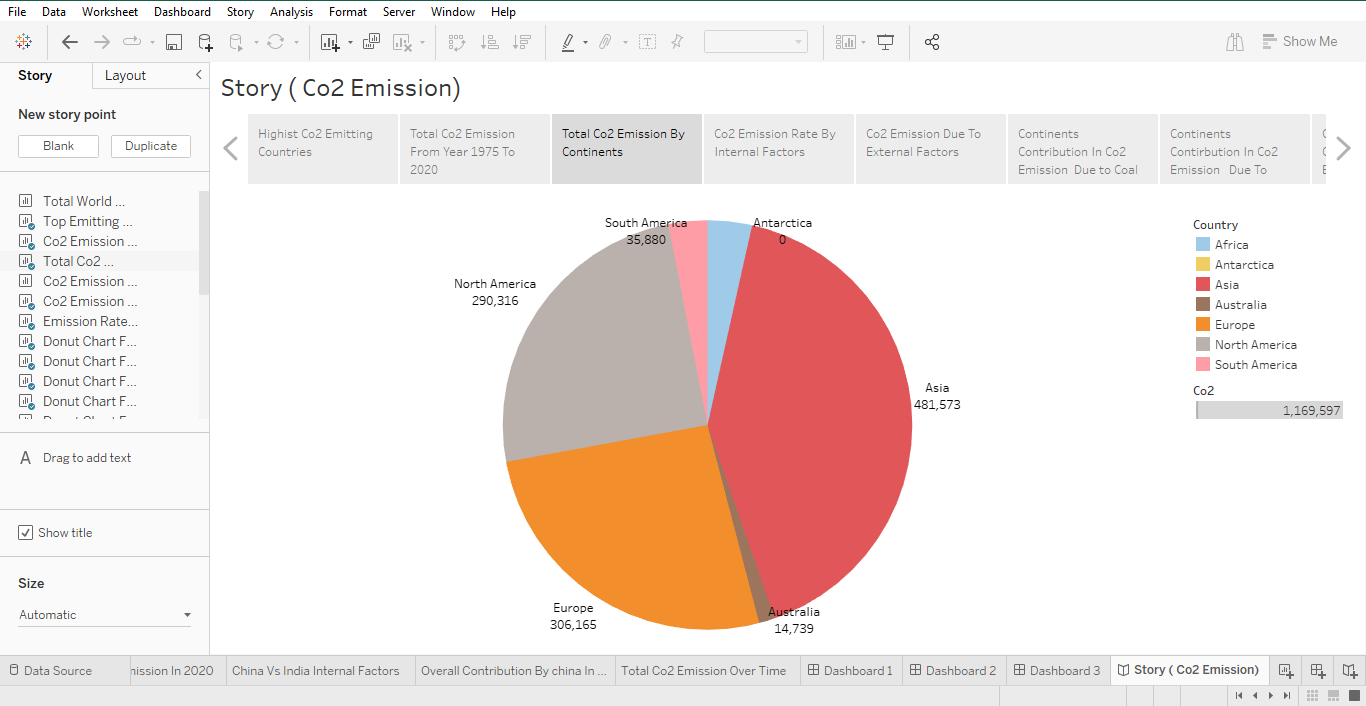 File Data Worksheet Dashboard Story Analysis Format Server Window Help
Show Me
Story Layout
New story point
Blank Duplicate
Total World ...
Top Emitting ...
Co2 Emission ...
Total Co2 ...
Co2 Emission ...
Co2 Emission ...
Emission Rate...
Donut Chart F...
Donut Chart F...
Donut Chart F...
Donut Chart F...
Drag to add text
Show title
Size
Automatic
Story ( Co2 Emission)
Highist Co2 Emitting
Countries
Total Co2 Emission
From Year 1975 To
2020
Total Co2 Emission By
Continents
Co2 Emission Rate By
Internal Factors
Co2 Emission Due To
External Factors
Continents
Contribution In Co2
Emission Due to Coal
Continents
Contirbution In Co2
Emission Due To
South America
35,880
Antarctica
0
North America
290,316
Asia
481,573
Europe
306,165
Australia
14,739
Country
Africa
Antarctica
Asia
Australia
Europe
North America
South America
Co2
1,169,597
Data Source nission In 2020 China Vs India Internal Factors Overall Contribution By china In ... Total Co2 Emission Over Time Dashboard 1 Dashboard 2 Dashboard 3 Story ( Co2 Emission)